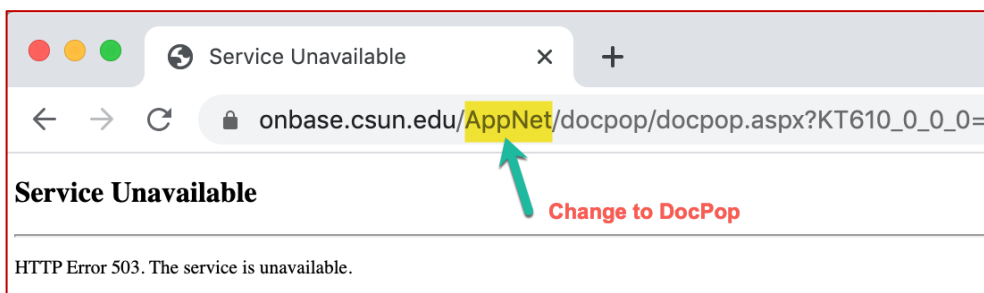 Service Unavailable
onbase.csun.edu/AppNet/docpop/docpop.aspx?KT610_0_0_0=
Service Unavailable
Change to DocPop
HTTP Error 503. The service is unavailable.